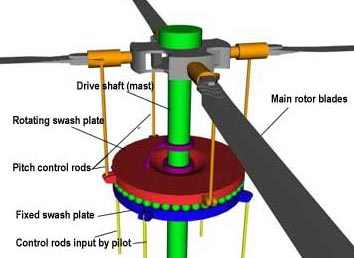 Drive shaft (mast)
Main rotor blades
Rotating swash plate
Pitch control rods
Fixed swash plate
Control rods input by pilot